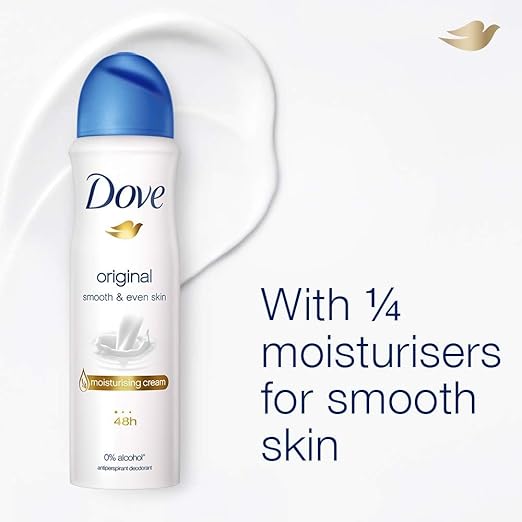 Dove
original
smooth & even skin
moisturising cream
48h
0% alcohol*
antiperspirant deodorant
With ¼
moisturisers
for smooth
skin